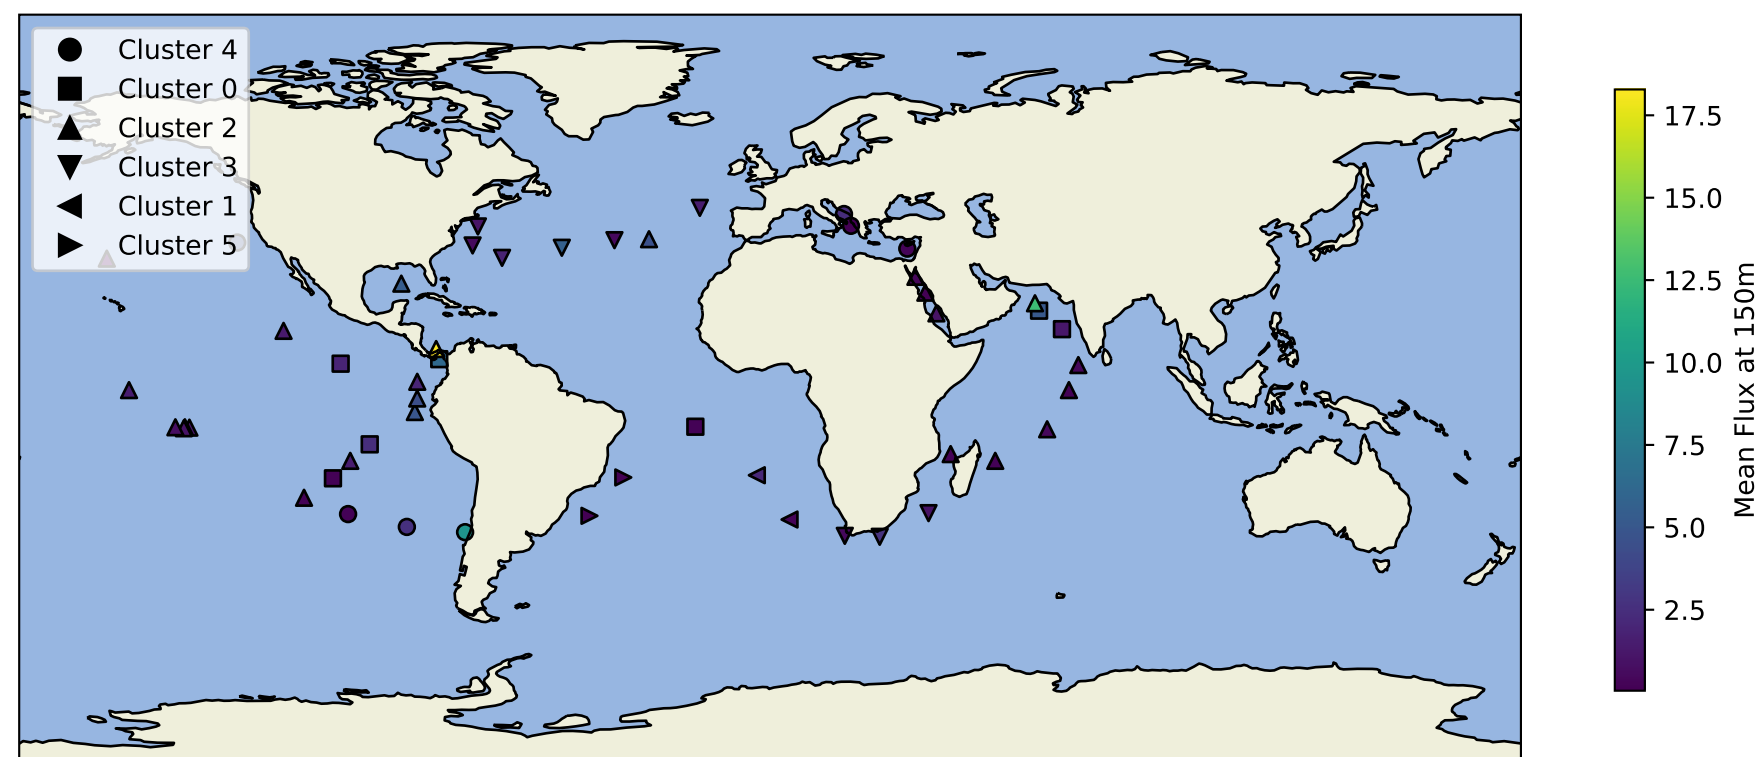 Cluster 4
Cluster 0
Cluster 2
Cluster 3
Cluster 1
Cluster 5
17.5
15.0
12.5
10.0
7.5
5.0
2.5
Mean Flux at 150m